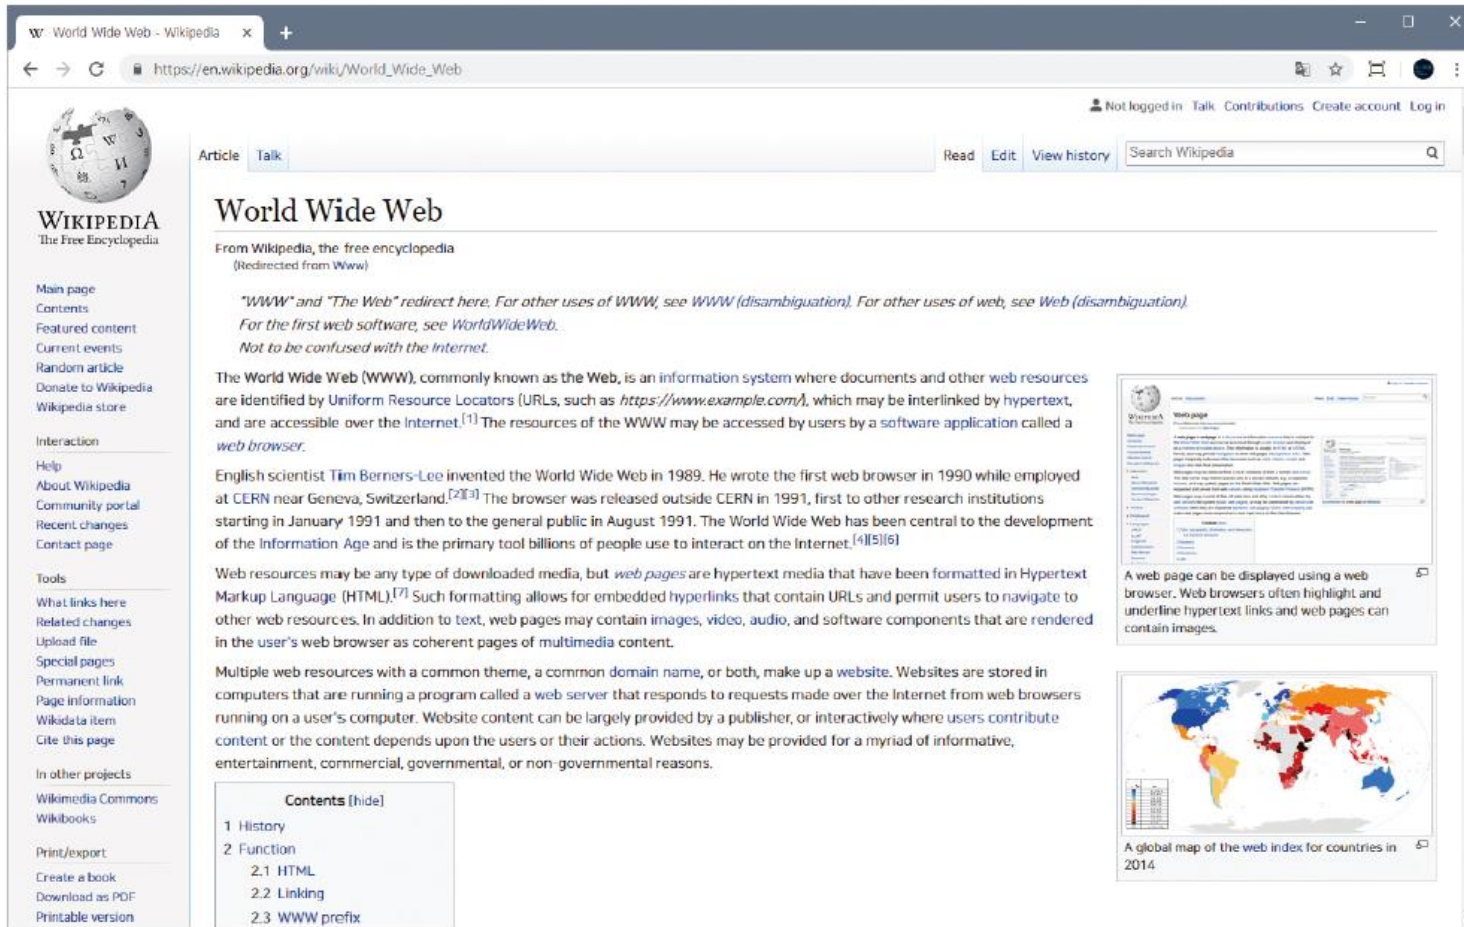 World Wide Web - Wikipedia
https://en.wikipedia.org/wiki/World_Wide_Web
Not logged in Talk Contributions Create account Log in
WIKIPEDIA
The Free Encyclopedia
Article Talk
Read Edit View history Search Wikipedia
World Wide Web
From Wikipedia, the free encyclopedia
(Redirected from Www)
"WWW" and "The Web" redirect here. For other uses of WWW, see WWW (disambiguation). For other uses of web, see Web (disambiguation).
For the first web software, see WorldWideWeb.
Not to be confused with the Internet.
The World Wide Web (WWW), commonly known as the Web, is an information system where documents and other web resources
are identified by Uniform Resource Locators (URLs, such as https://www.example.com/), which may be interlinked by hypertext,
and are accessible over the Internet.[1] The resources of the WWW may be accessed by users by a software application called a
web browser.
English scientist Tim Berners-Lee invented the World Wide Web in 1989. He wrote the first web browser in 1990 while employed
at CERN near Geneva, Switzerland.[2][3] The browser was released outside CERN in 1991, first to other research institutions
starting in January 1991 and then to the general public in August 1991. The World Wide Web has been central to the development
of the Information Age and is the primary tool billions of people use to interact on the Internet.[4][5][6]
Web resources may be any type of downloaded media, but web pages are hypertext media that have been formatted in Hypertext
Markup Language (HTML).[7] Such formatting allows for embedded hyperlinks that contain URLs and permit users to navigate to
other web resources. In addition to text, web pages may contain images, video, audio, and software components that are rendered
in the user's web browser as coherent pages of multimedia content.
Multiple web resources with a common theme, a common domain name, or both, make up a website. Websites are stored in
computers that are running a program called a web server that responds to requests made over the Internet from web browsers
running on a user's computer. Website content can be largely provided by a publisher, or interactively where users contribute
content or the content depends upon the users or their actions. Websites may be provided for a myriad of informative,
entertainment, commercial, governmental, or non-governmental reasons.
Contents [hide]
1 History
2 Function
2.1 HTML
2.2 Linking
2.3 WWW prefix
Main page
Contents
Featured content
Current events
Random article
Donate to Wikipedia
Wikipedia store
Interaction
Help
About Wikipedia
Community portal
Recent changes
Contact page
Tools
What links here
Related changes
Upload file
Special pages
Permanent link
Page information
Wikidata item
Cite this page
In other projects
Wikimedia Commons
Wikibooks
Print/export
Create a book
Download as PDF
Printable version
Web page
A web page can be displayed using a web
browser. Web browsers often highlight and
underline hypertext links and web pages can
contain images.
A global map of the web index for countries in
2014